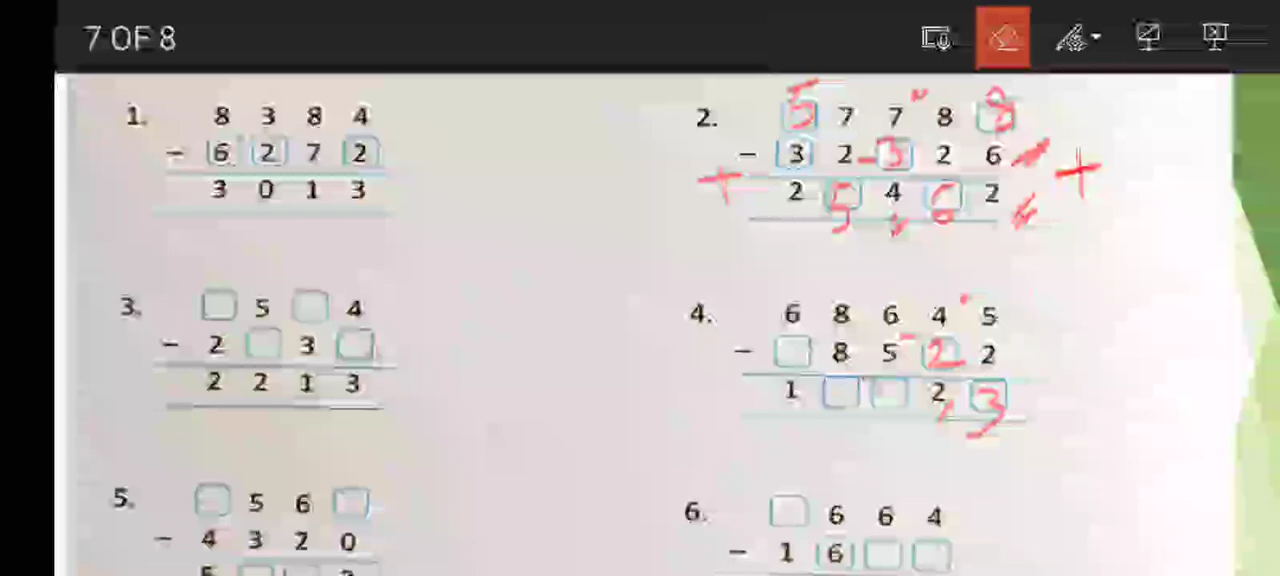 7 OF 8
1. 8 3 8 4
- 6 2 7 2
3 0 1 3
2. 5 7 7 8 8
- 3 2 3 2 6
2 5 4 6 2
3. 5 4
- 2 3
2 2 1 3
4. 6 8 6 4 5
- 8 5 2 2
1 2 3
5. 5 6
- 4 3 2 0
5
6. 6 6 4
- 1 6